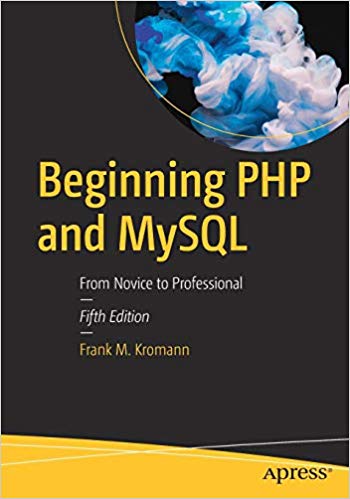 Beginning PHP
and MySQL
From Novice to Professional
—
Fifth Edition
—
Frank M. Kromann
Apress®